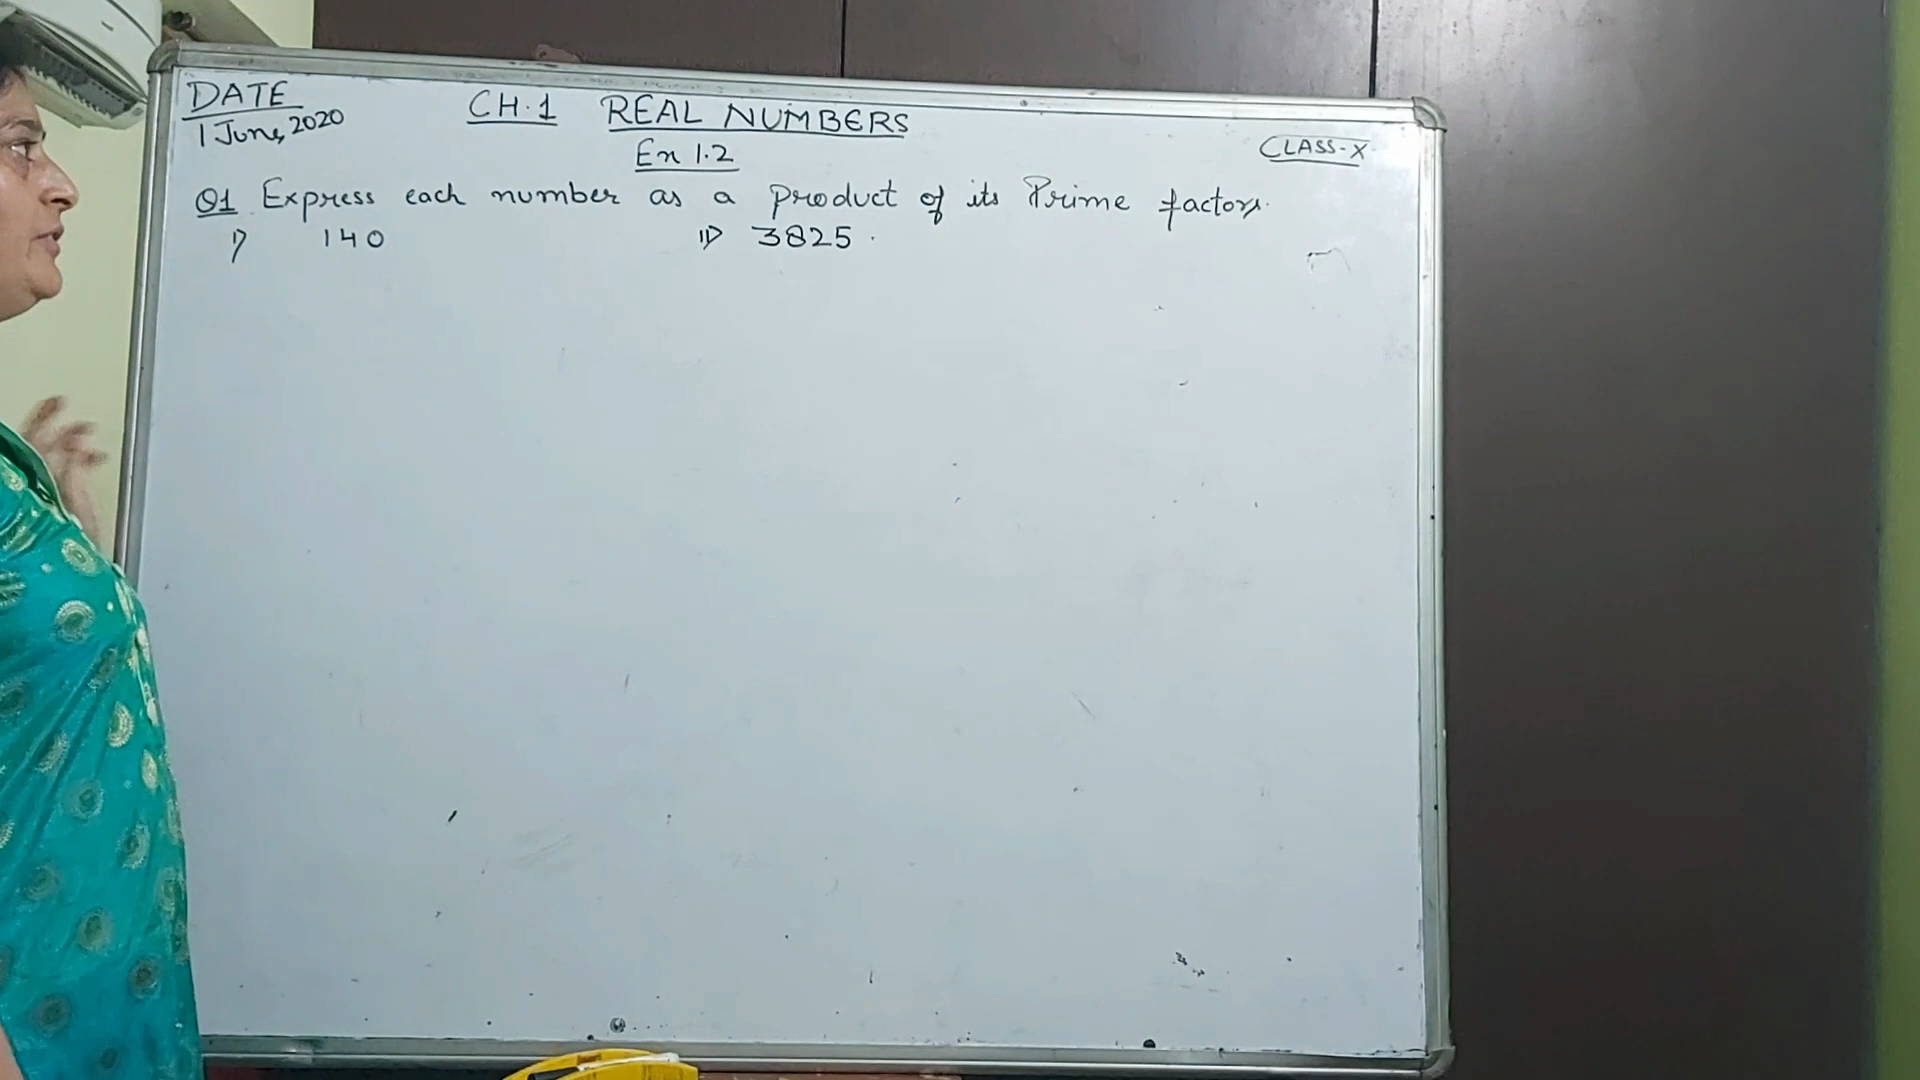 DATE
1 June, 2020
CH.1 REAL NUMBERS
Ex 1.2
CLASS-X
Q1 Express each number as a product of its Prime factors.
i) 140 ii) 3825.